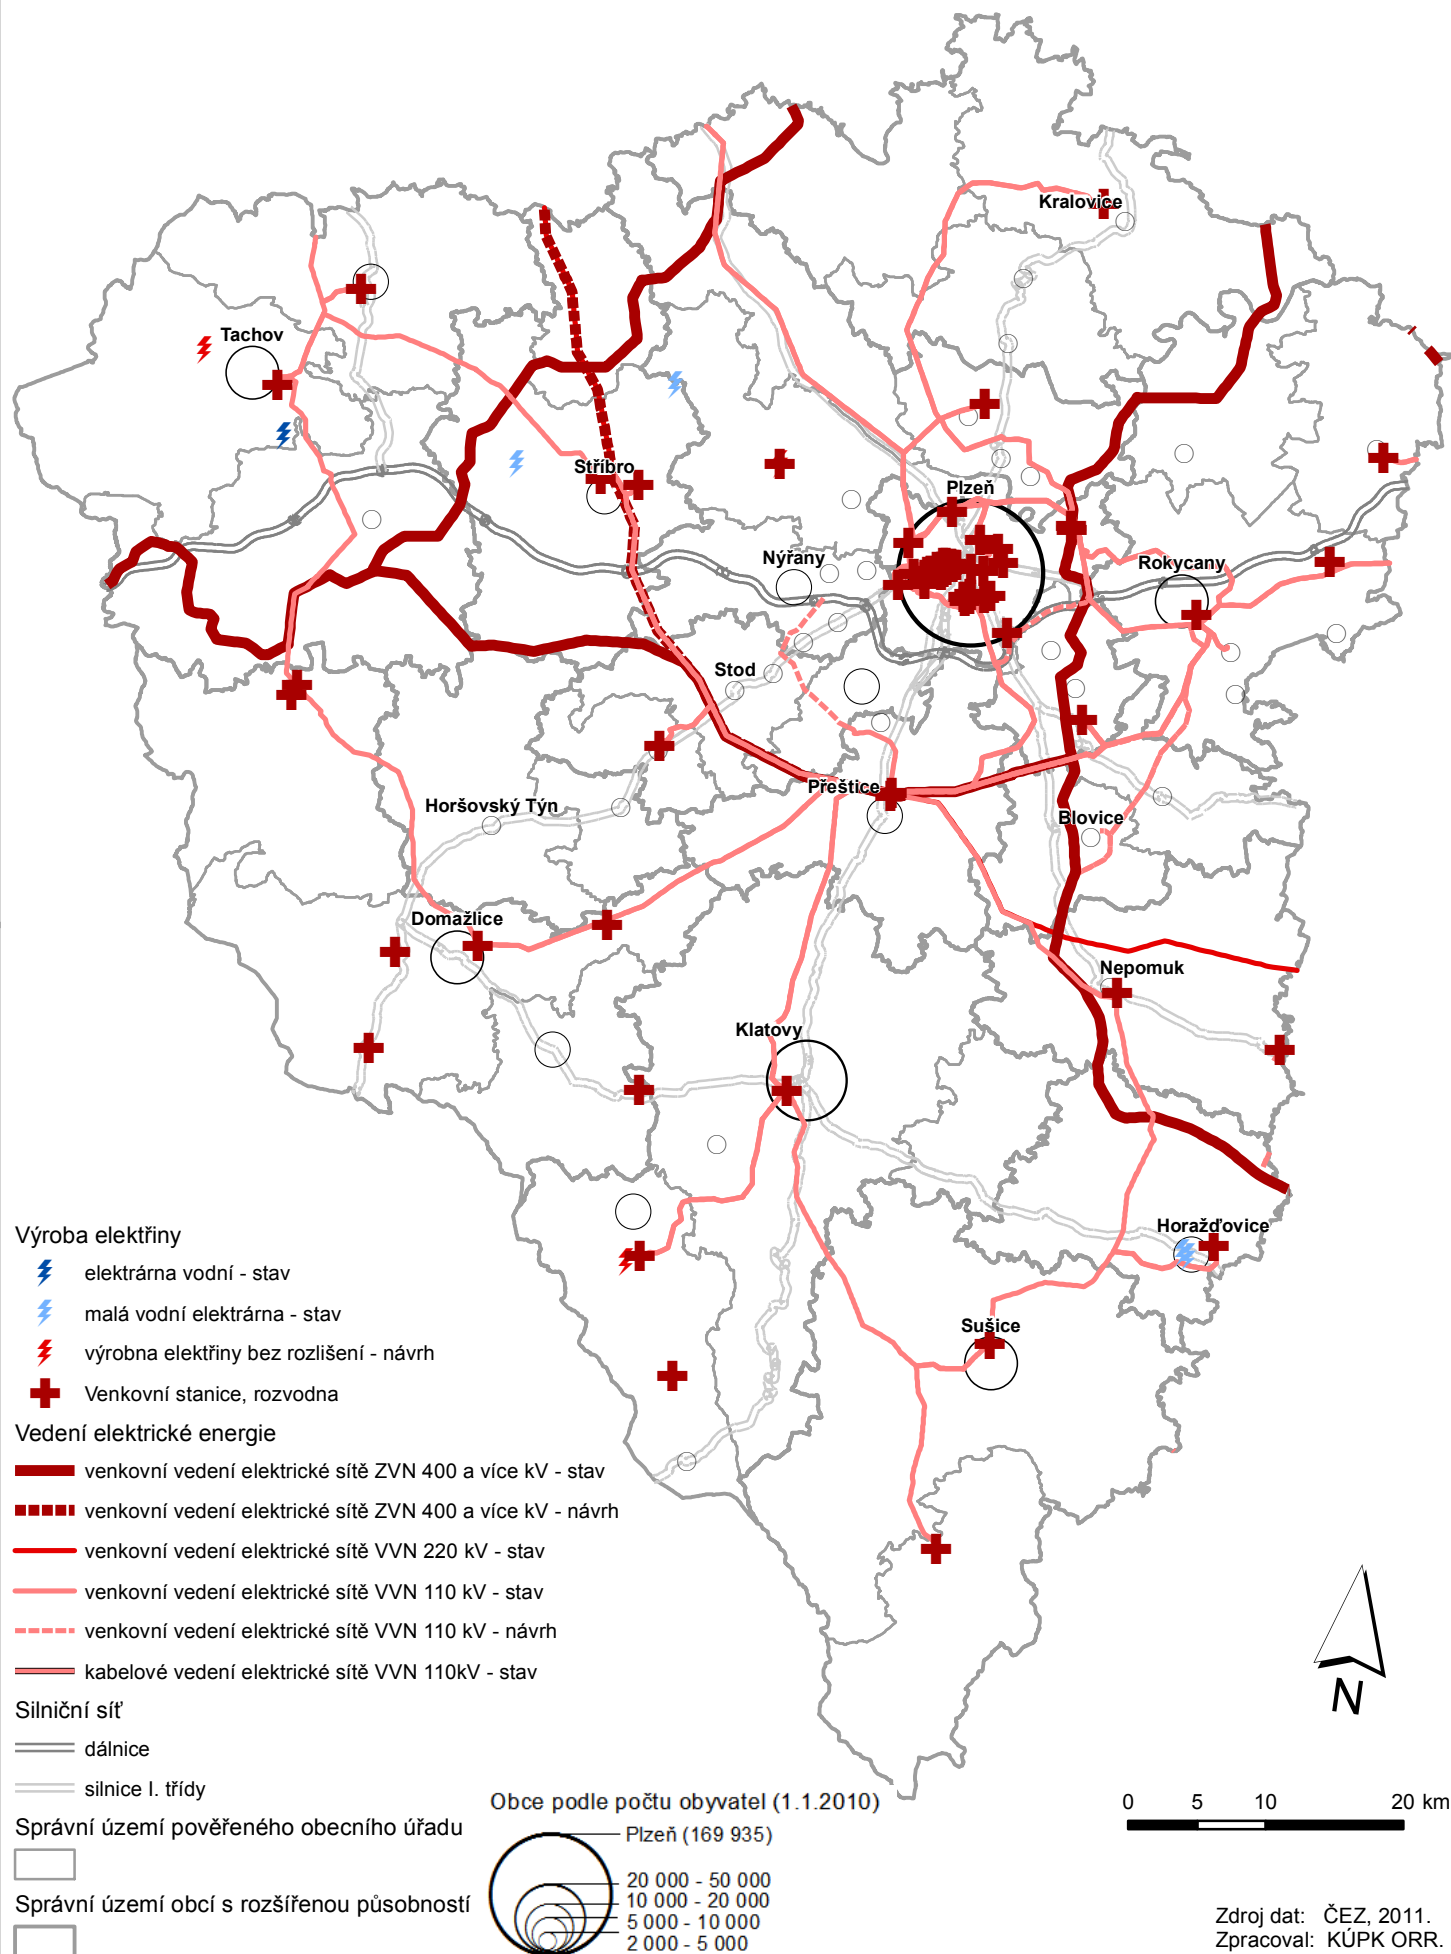 Kralovice
Tachov
Stříbro
Plzeň
Nýřany
Rokycany
Stod
Přeštice
Horšovský Týn
Blovice
Domažlice
Nepomuk
Klatovy
Horažďovice
Sušice
Výroba elektřiny
elektrárna vodní - stav
malá vodní elektrárna - stav
výrobna elektřiny bez rozlišení - návrh
Venkovní stanice, rozvodna
Vedení elektrické energie
venkovní vedení elektrické sítě ZVN 400 a více kV - stav
venkovní vedení elektrické sítě ZVN 400 a více kV - návrh
venkovní vedení elektrické sítě VVN 220 kV - stav
venkovní vedení elektrické sítě VVN 110 kV - stav
venkovní vedení elektrické sítě VVN 110 kV - návrh
kabelové vedení elektrické sítě VVN 110kV - stav
Silniční síť
dálnice
silnice I. třídy
Správní území pověřeného obecního úřadu
Správní území obcí s rozšířenou působností
Obce podle počtu obyvatel (1.1.2010)
Plzeň (169 935)
20 000 - 50 000
10 000 - 20 000
5 000 - 10 000
2 000 - 5 000
N
0 5 10 20 km
Zdroj dat: ČEZ, 2011.
Zpracoval: KÚPK ORR.